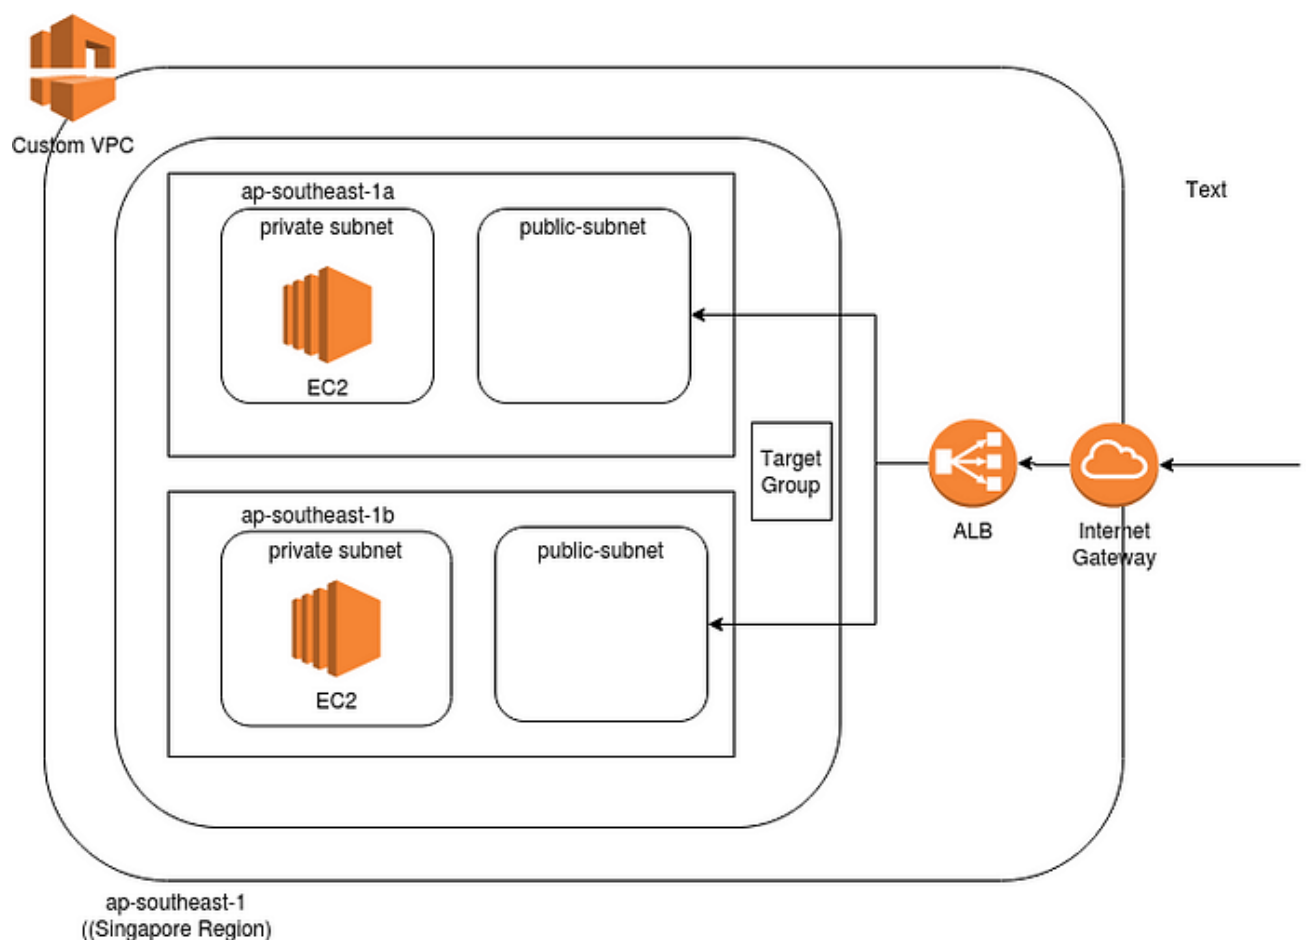 Custom VPC
Text
ap-southeast-1a
private subnet
public-subnet
EC2
Target
Group
ALB
Internet
Gateway
ap-southeast-1b
private subnet
public-subnet
EC2
ap-southeast-1
((Singapore Region)